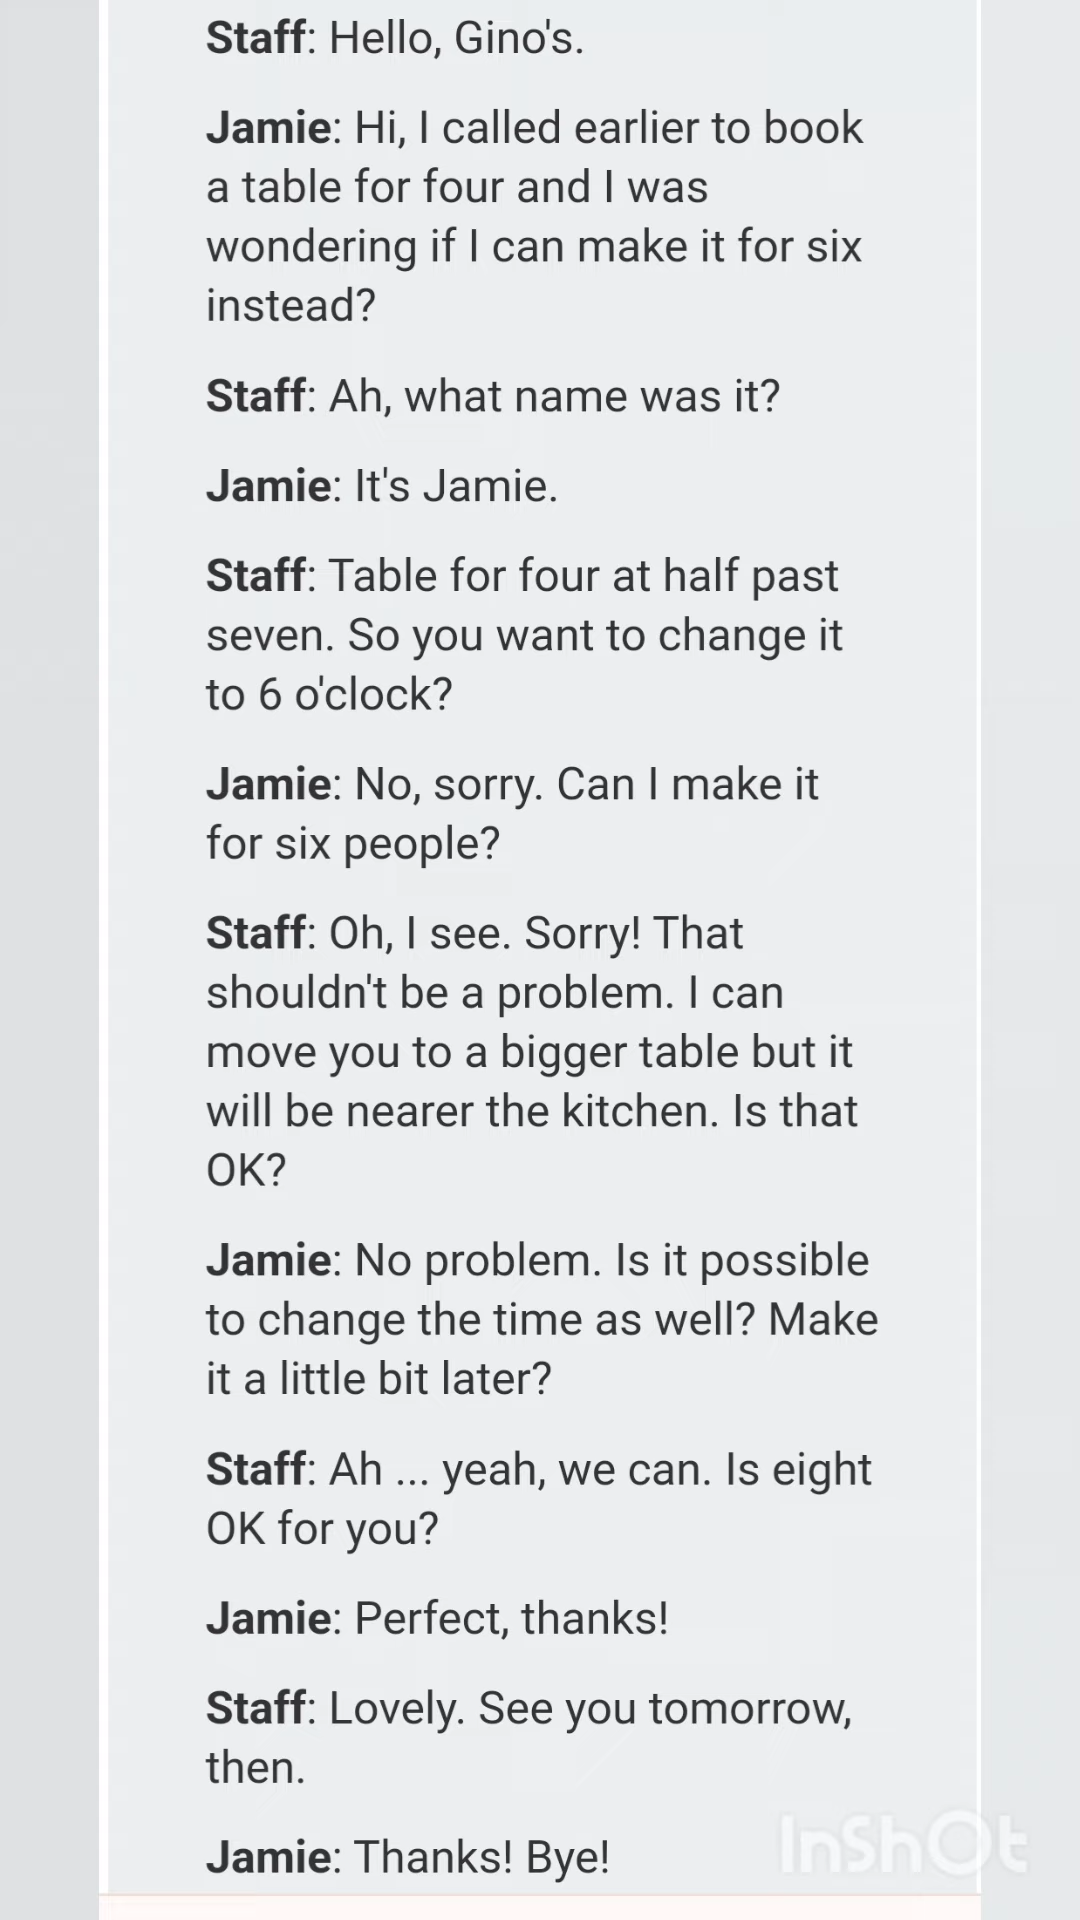 Staff: Hello, Gino's.
Jamie: Hi, I called earlier to book
a table for four and I was
wondering if I can make it for six
instead?
Staff: Ah, what name was it?
Jamie: It's Jamie.
Staff: Table for four at half past
seven. So you want to change it
to 6 o'clock?
Jamie: No, sorry. Can I make it
for six people?
Staff: Oh, I see. Sorry! That
shouldn't be a problem. I can
move you to a bigger table but it
will be nearer the kitchen. Is that
OK?
Jamie: No problem. Is it possible
to change the time as well? Make
it a little bit later?
Staff: Ah ... yeah, we can. Is eight
OK for you?
Jamie: Perfect, thanks!
Staff: Lovely. See you tomorrow,
then.
Jamie: Thanks! Bye!
InShOt